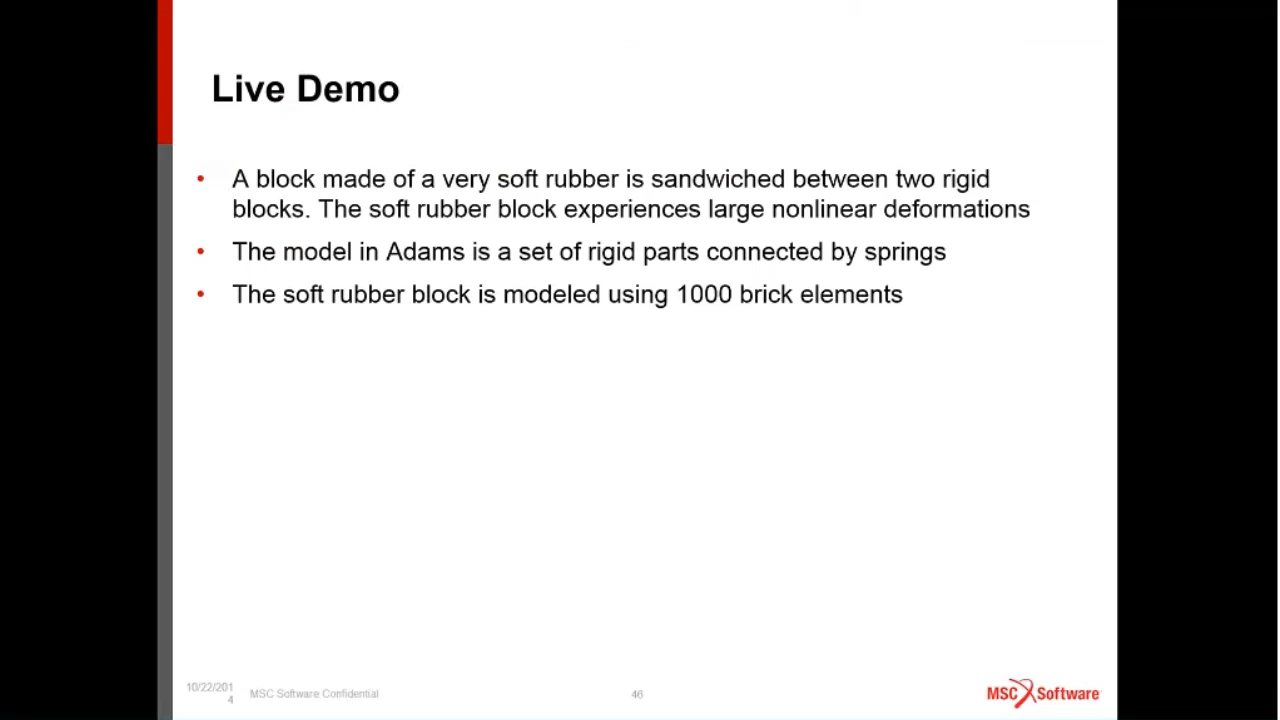 Live Demo
• A block made of a very soft rubber is sandwiched between two rigid
blocks. The soft rubber block experiences large nonlinear deformations
• The model in Adams is a set of rigid parts connected by springs
• The soft rubber block is modeled using 1000 brick elements
10/22/201
4
MSC Software Confidential
46
MSC Software